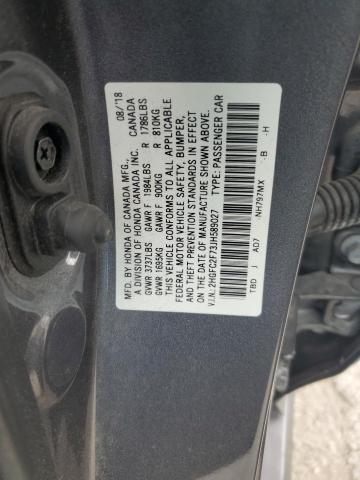 MFD. BY HONDA OF CANADA MFG., 08/'18
A DIVISION OF HONDA CANADA INC. CANADA
GVWR 3737LBS GAWR F 1984LBS R 1786LBS
GVWR 1695KG GAWR F 900KG R 810KG
THIS VEHICLE CONFORMS TO ALL APPLICABLE
FEDERAL MOTOR VEHICLE SAFETY, BUMPER,
AND THEFT PREVENTION STANDARDS IN EFFECT
ON THE DATE OF MANUFACTURE SHOWN ABOVE.
V.I.N.: 2HGFC2F73JH589027 TYPE: PASSENGER CAR
TBD J AD7 NH797MX -B -H